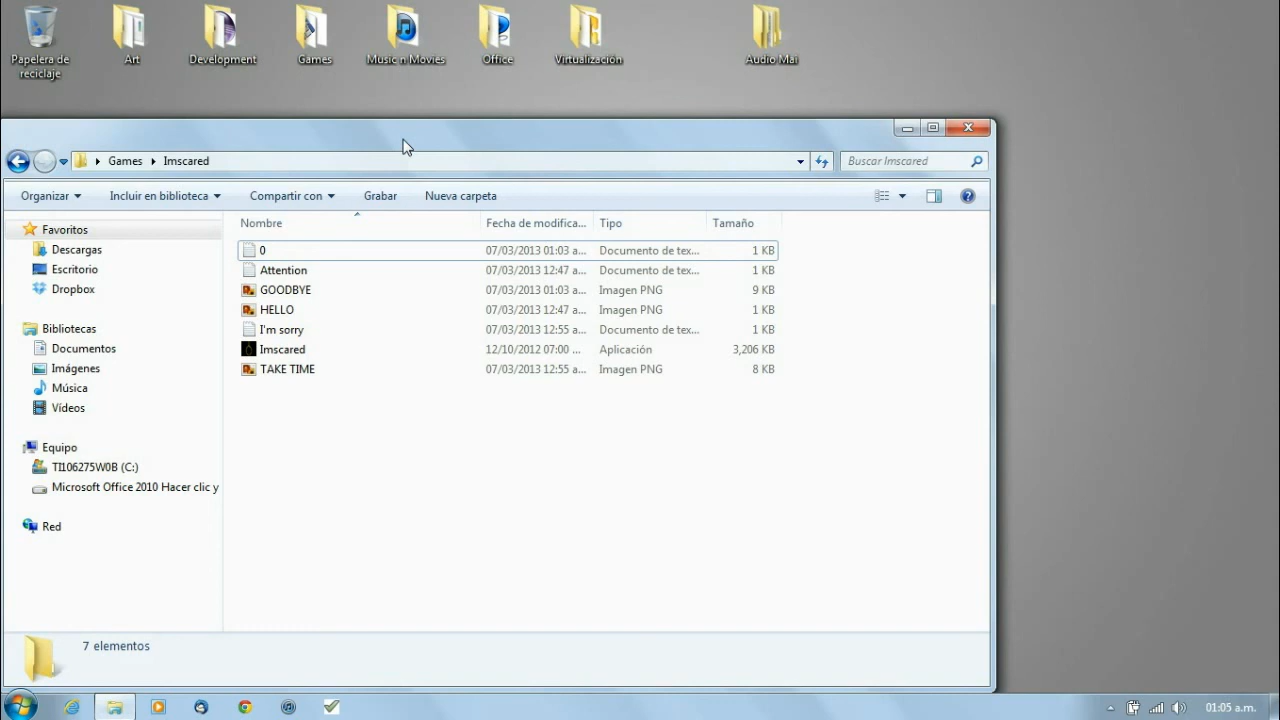 Papelera de reciclaje
Art
Development
Games
Music n Movies
Office
Virtualización
Audio Mai
Games
Imscared
Buscar Imscared
Organizar
Incluir en biblioteca
Compartir con
Grabar
Nueva carpeta
Nombre
Fecha de modifica...
Tipo
Tamaño
0 07/03/2013 01:03 a... Documento de tex... 1 KB
Attention 07/03/2013 12:47 a... Documento de tex... 1 KB
GOODBYE 07/03/2013 01:03 a... Imagen PNG 9 KB
HELLO 07/03/2013 12:47 a... Imagen PNG 1 KB
I'm sorry 07/03/2013 12:55 a... Documento de tex... 1 KB
Imscared 12/10/2012 07:00 ... Aplicación 3,206 KB
TAKE TIME 07/03/2013 12:55 a... Imagen PNG 8 KB
Favoritos
Descargas
Escritorio
Dropbox
Bibliotecas
Documentos
Imágenes
Música
Vídeos
Equipo
TI106275W0B (C:)
Microsoft Office 2010 Hacer clic y
Red
7 elementos
01:05 a.m.